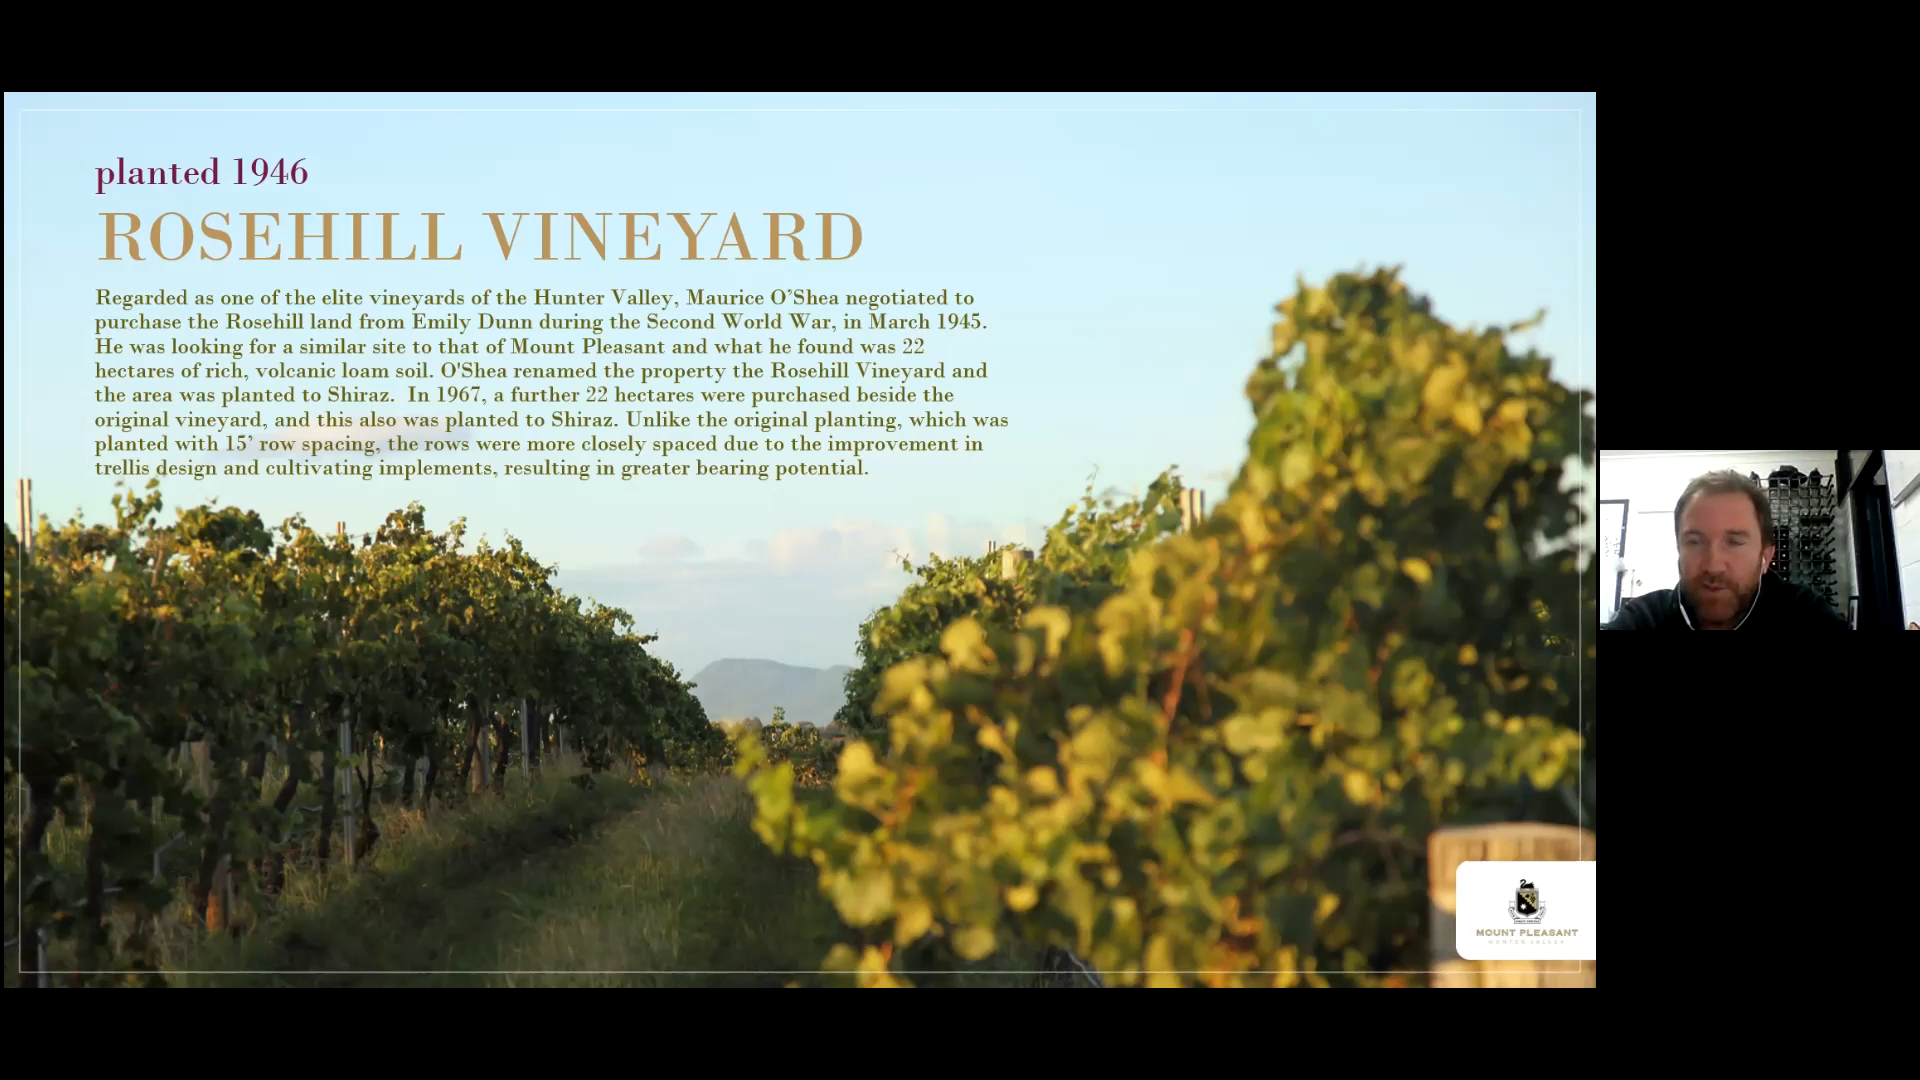 planted 1946
ROSEHILL VINEYARD
Regarded as one of the elite vineyards of the Hunter Valley, Maurice O’Shea negotiated to
purchase the Rosehill land from Emily Dunn during the Second World War, in March 1945.
He was looking for a similar site to that of Mount Pleasant and what he found was 22
hectares of rich, volcanic loam soil. O'Shea renamed the property the Rosehill Vineyard and
the area was planted to Shiraz.  In 1967, a further 22 hectares were purchased beside the
original vineyard, and this also was planted to Shiraz. Unlike the original planting, which was
planted with 15’ row spacing, the rows were more closely spaced due to the improvement in
trellis design and cultivating implements, resulting in greater bearing potential.
MOUNT PLEASANT
HUNTER VALLEY